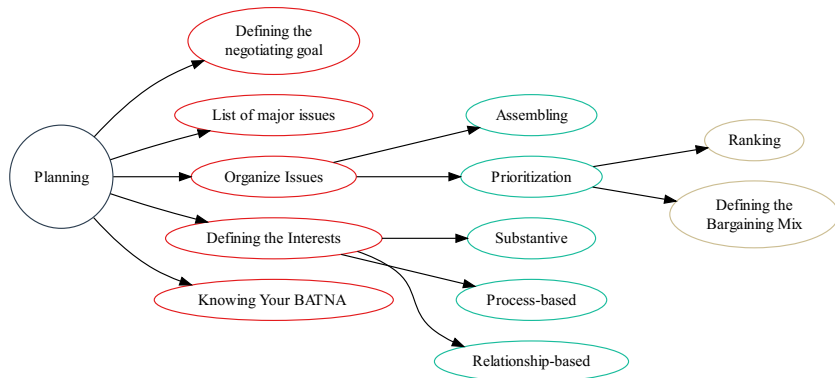 Planning
Defining the
negotiating goal
List of major issues
Organize Issues
Defining the Interests
Knowing Your BATNA
Assembling
Prioritization
Substantive
Process-based
Relationship-based
Ranking
Defining the
Bargaining Mix